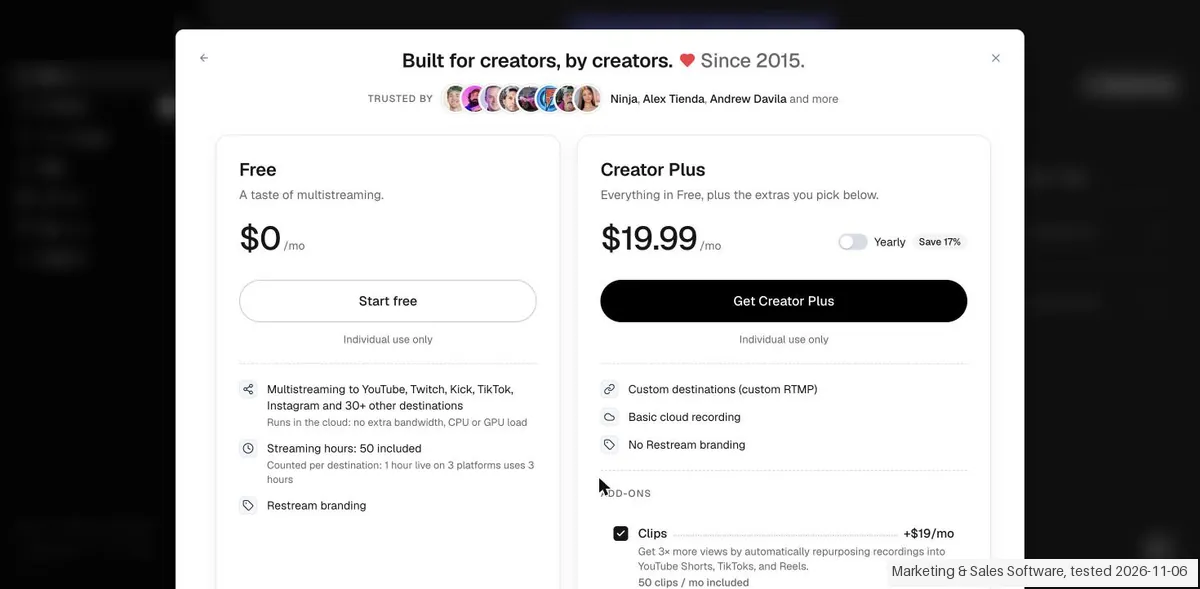 Built for creators, by creators. ❤️ Since 2015.
TRUSTED BY Ninja, Alex Tienda, Andrew Davila and more
Free
A taste of multistreaming.
$0 /mo
Start free
Individual use only
Multistreaming to YouTube, Twitch, Kick, TikTok,
Instagram and 30+ other destinations
Runs in the cloud: no extra bandwidth, CPU or GPU load
Streaming hours: 50 included
Counted per destination: 1 hour live on 3 platforms uses 3
hours
Restream branding
Creator Plus
Everything in Free, plus the extras you pick below.
$19.99 /mo Yearly Save 17%
Get Creator Plus
Individual use only
Custom destinations (custom RTMP)
Basic cloud recording
No Restream branding
ADD-ONS
Clips +$19/mo
Get 3× more views by automatically repurposing recordings into
YouTube Shorts, TikToks, and Reels.
50 clips / mo included
Marketing & Sales Software, tested 2026-11-06